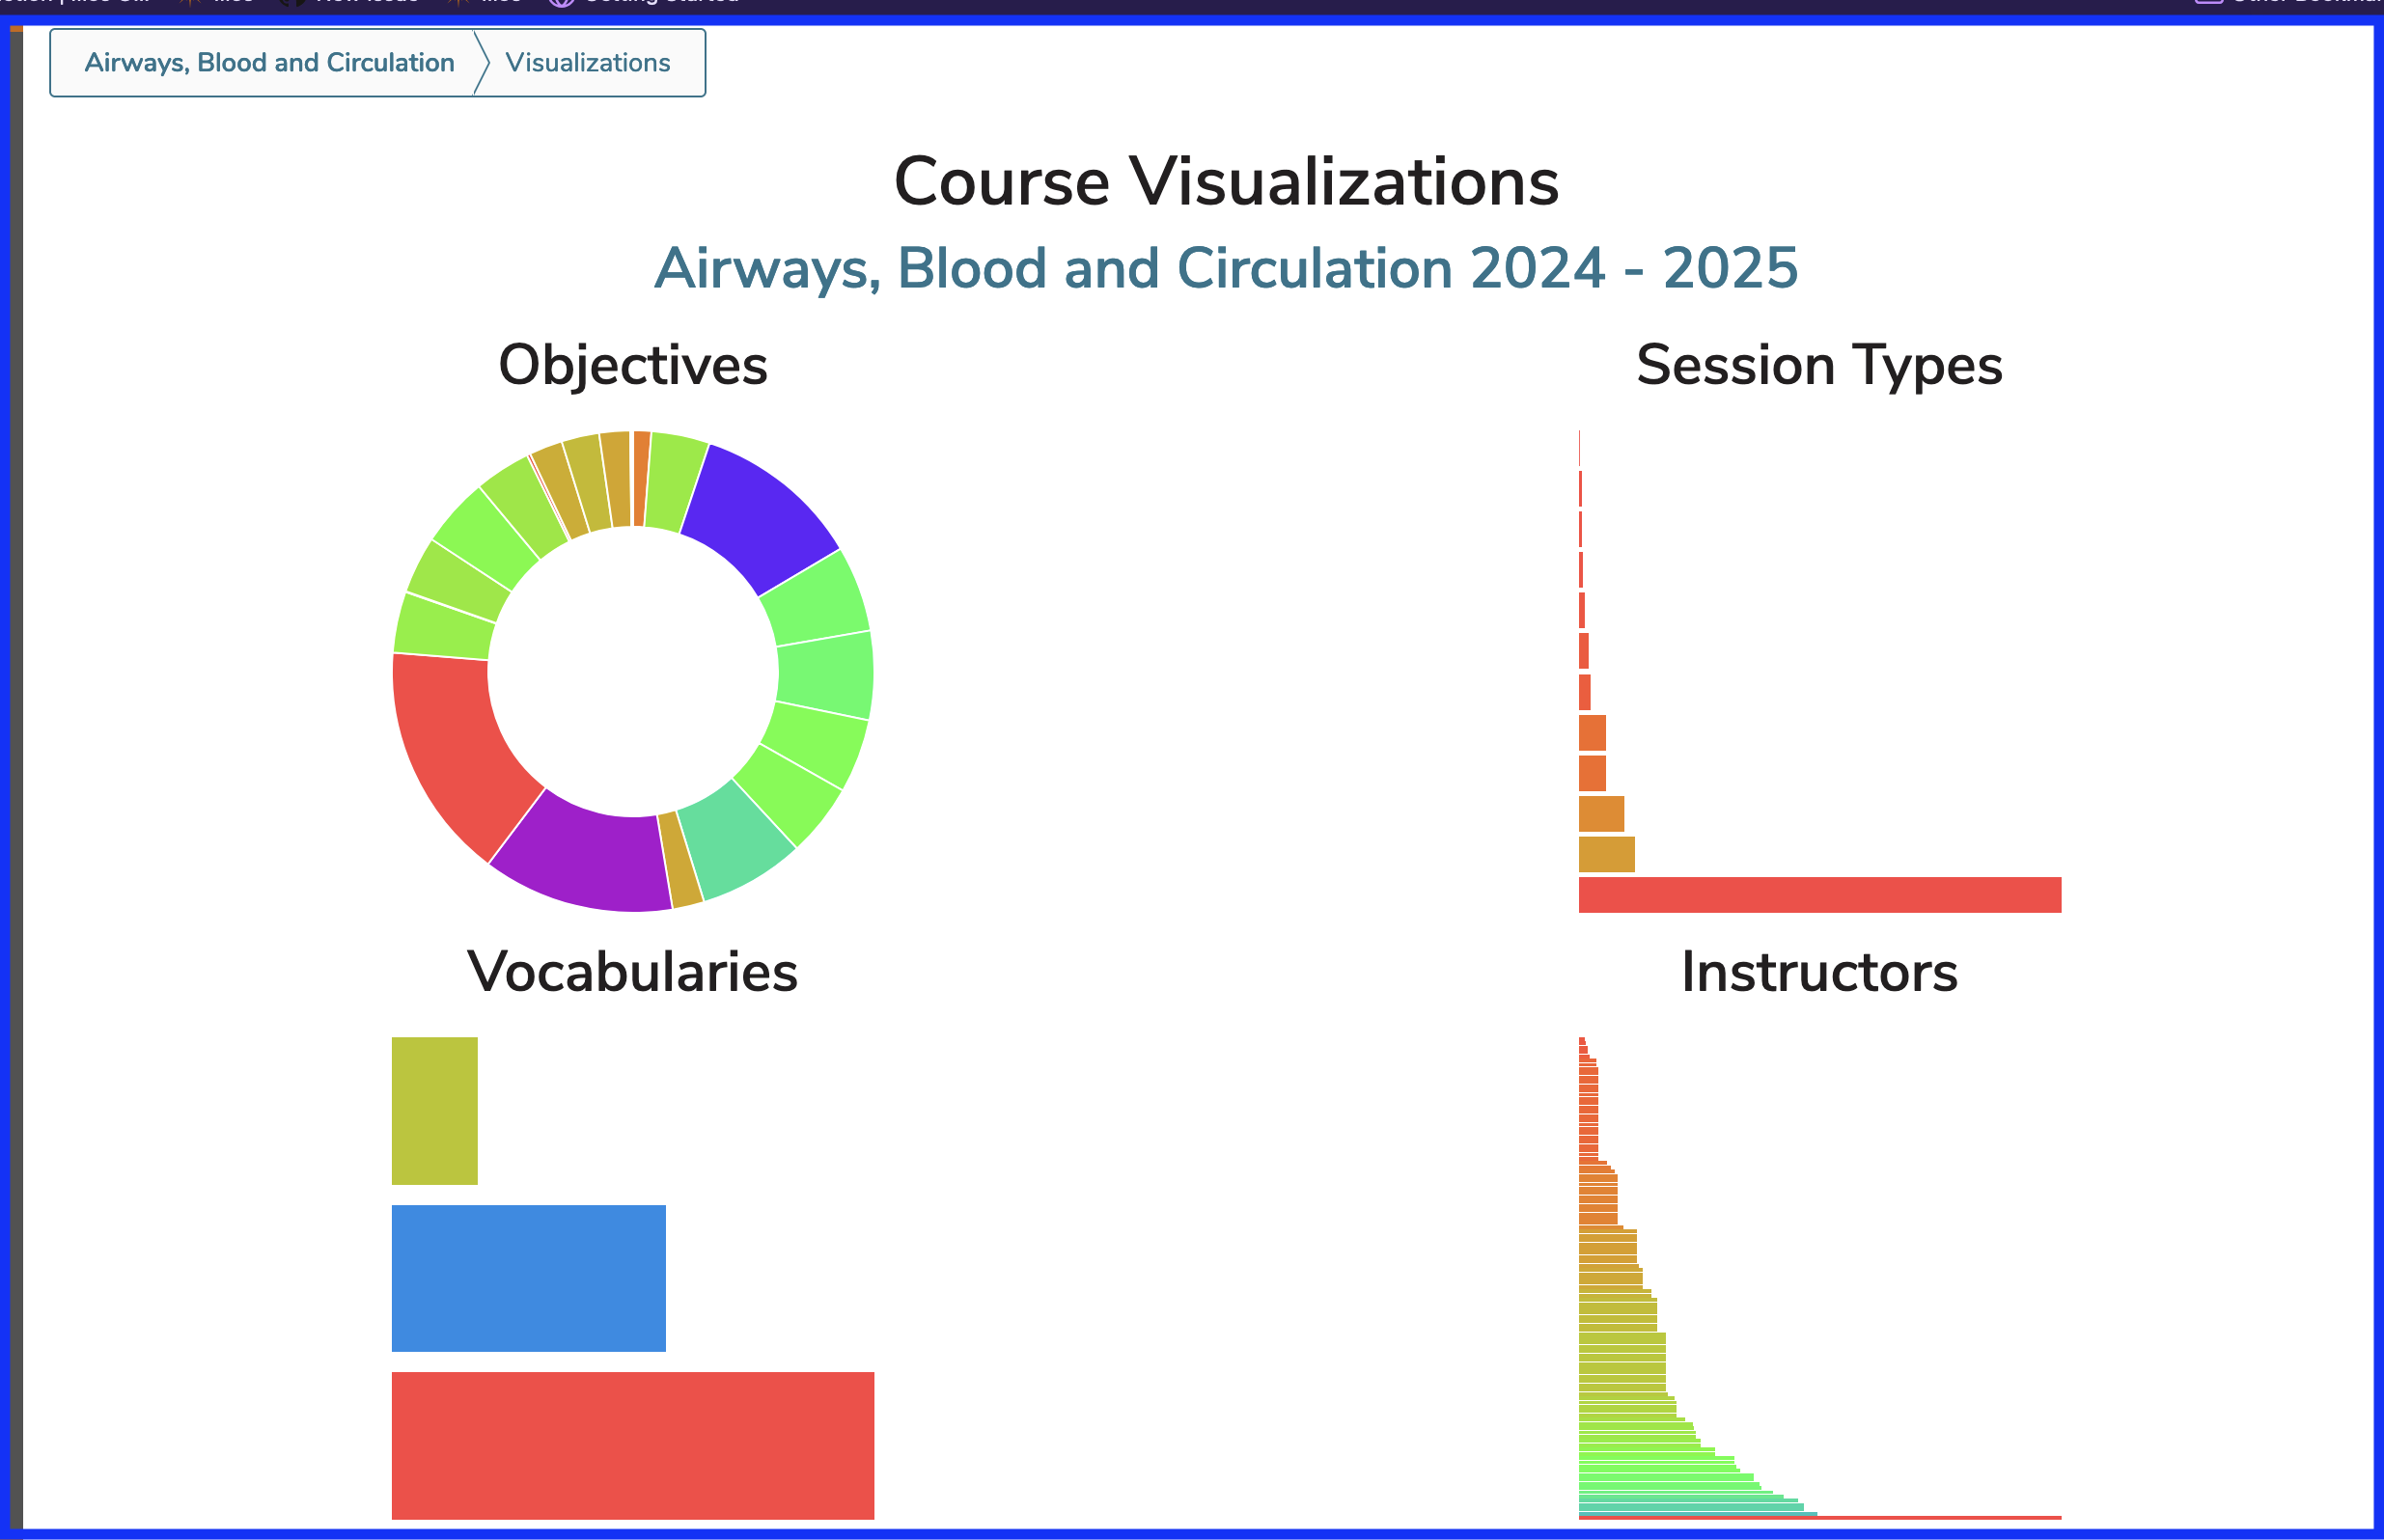 Airways, Blood and Circulation Visualizations
Course Visualizations
Airways, Blood and Circulation 2024 - 2025
Objectives
Session Types
Vocabularies
Instructors